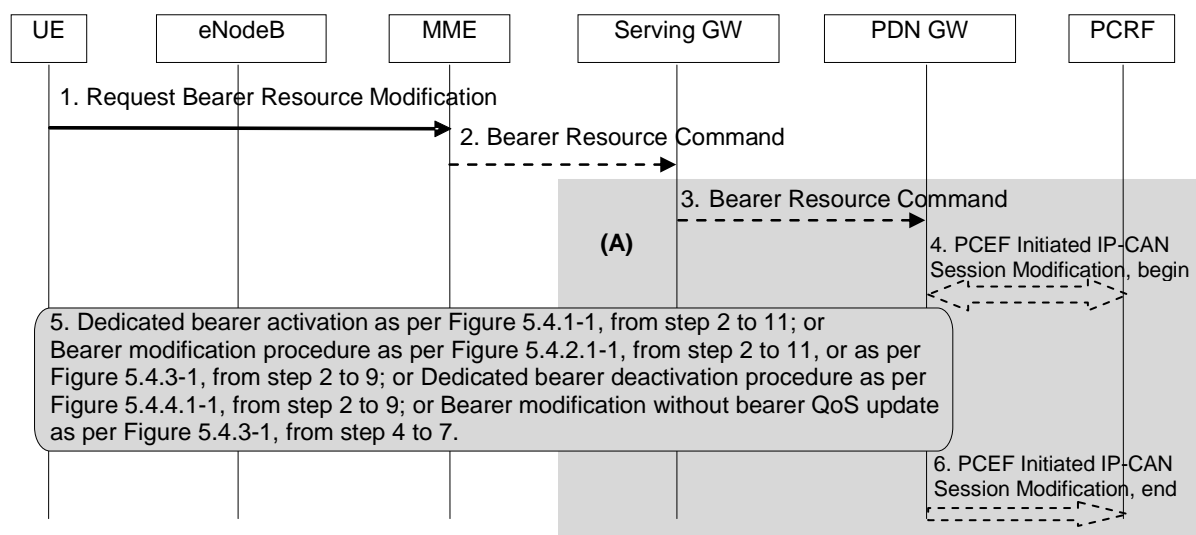 UE
eNodeB
MME
Serving GW
PDN GW
PCRF
1. Request Bearer Resource Modification
2. Bearer Resource Command
3. Bearer Resource Command
(A)
4. PCEF Initiated IP-CAN
Session Modification, begin
5. Dedicated bearer activation as per Figure 5.4.1-1, from step 2 to 11; or
Bearer modification procedure as per Figure 5.4.2.1-1, from step 2 to 11, or as per
Figure 5.4.3-1, from step 2 to 9; or Dedicated bearer deactivation procedure as per
Figure 5.4.4.1-1, from step 2 to 9; or Bearer modification without bearer QoS update
as per Figure 5.4.3-1, from step 4 to 7.
6. PCEF Initiated IP-CAN
Session Modification, end